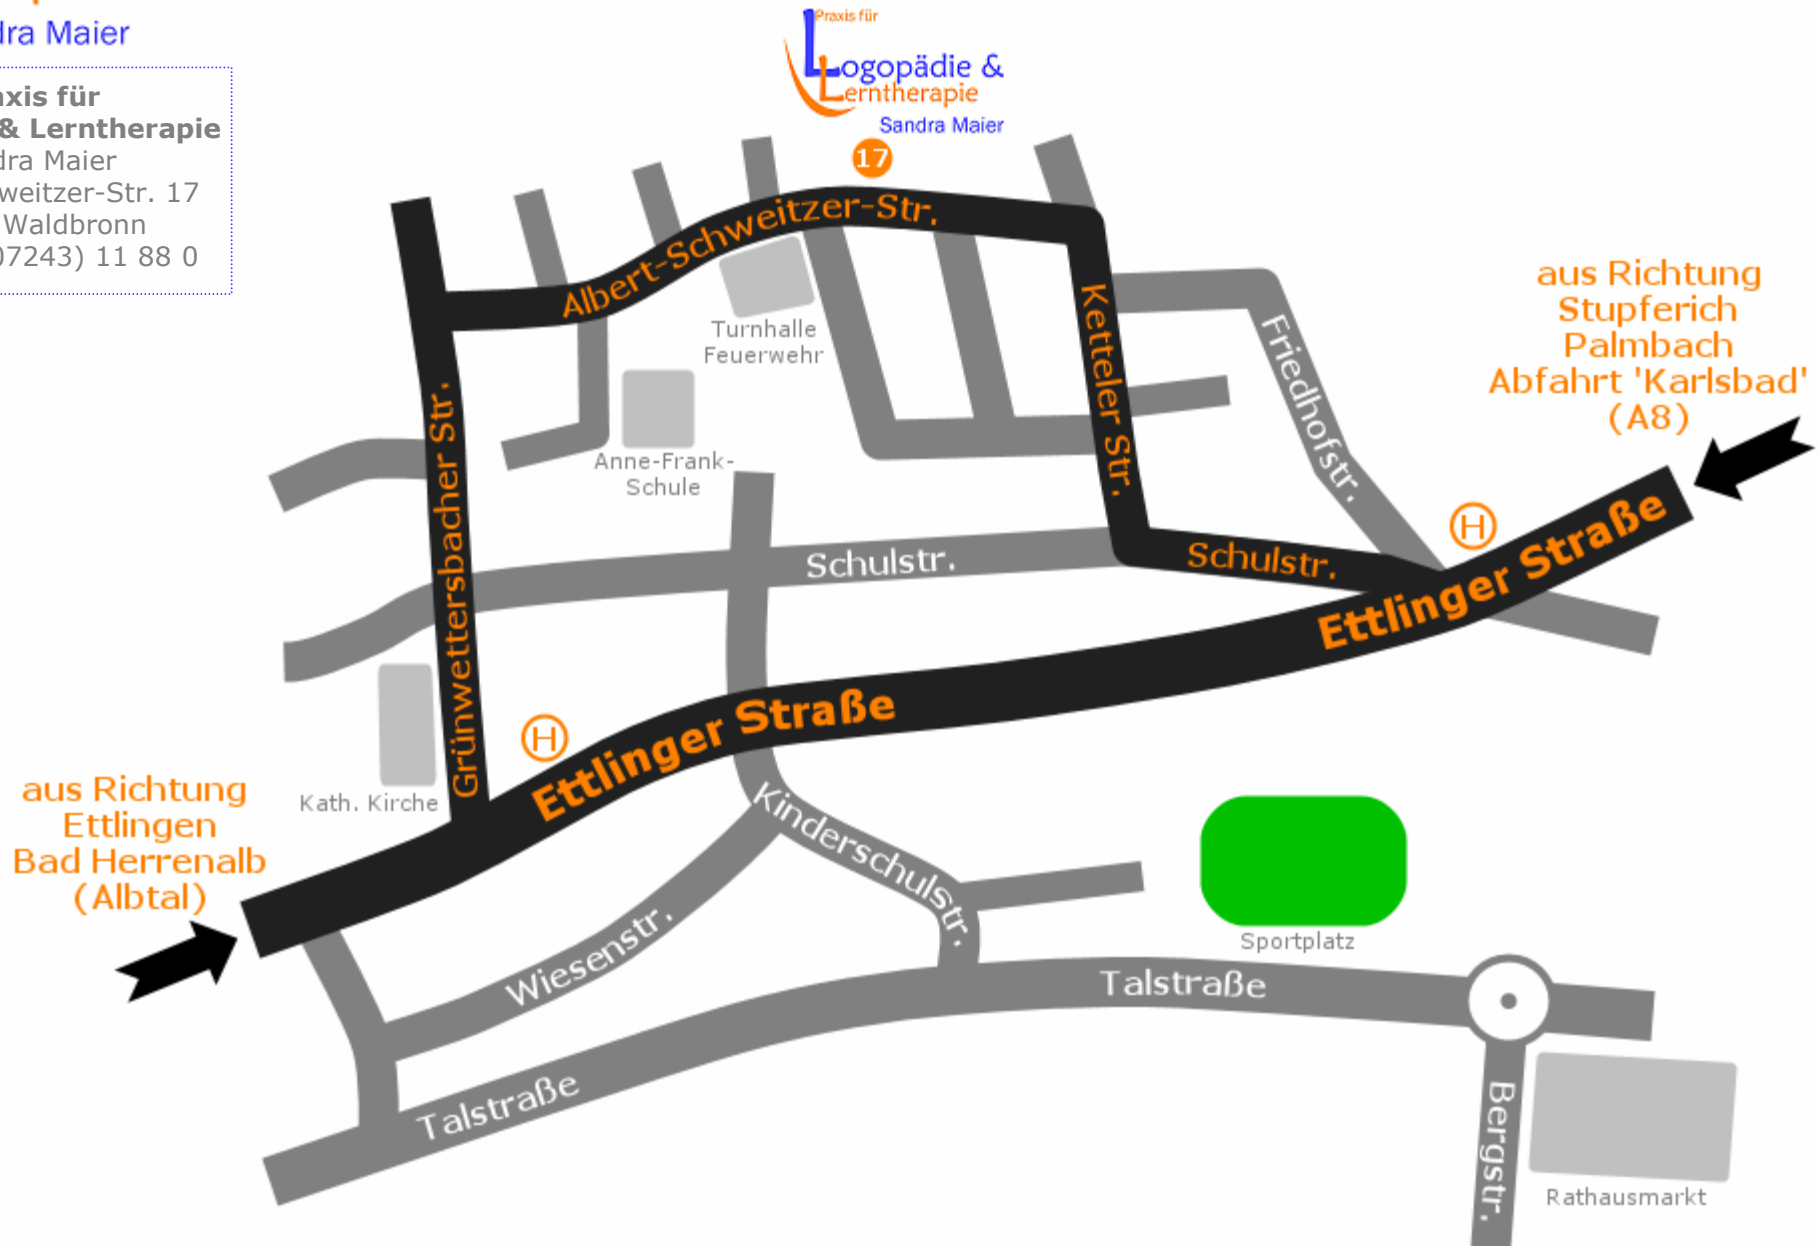 dra Maier
axis für
& Lerntherapie
dra Maier
weitzer-Str. 17
Waldbronn
07243) 11 88 0
Praxis für
Logopädie &
Lerntherapie
Sandra Maier
17
Albert-Schweitzer-Str.
Turnhalle
Feuerwehr
Anne-Frank-
Schule
Grünwettersbacher Str.
Ketteler Str.
Friedhofstr.
aus Richtung
Stupferich
Palmbach
Abfahrt 'Karlsbad'
(A8)
H
Schulstr.
Schulstr.
Ettlinger Straße
Ettlinger Straße
H
Kath. Kirche
aus Richtung
Ettlingen
Bad Herrenalb
(Albtal)
Kinderschulstr.
Wiesenstr.
Sportplatz
Talstraße
Talstraße
Bergstr.
Rathausmarkt